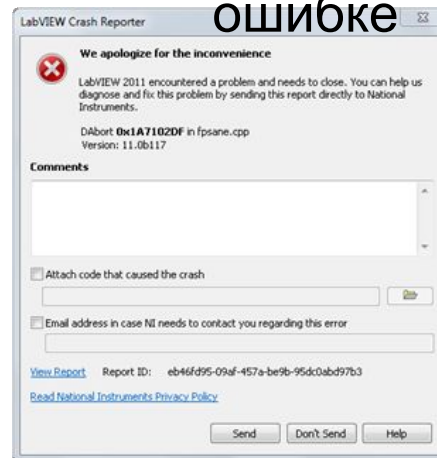 ошибке
LabVIEW Crash Reporter
We apologize for the inconvenience
LabVIEW 2011 encountered a problem and needs to close. You can help us
diagnose and fix this problem by sending this report directly to National
Instruments.
DAbort 0x1A7102DF in fpsane.cpp
Version: 11.0b117
Comments
Attach code that caused the crash
Email address in case NI needs to contact you regarding this error
View Report Report ID: eb46fd95-09af-457a-be9b-95dc0abd97b3
Read National Instruments Privacy Policy
Send Don't Send Help